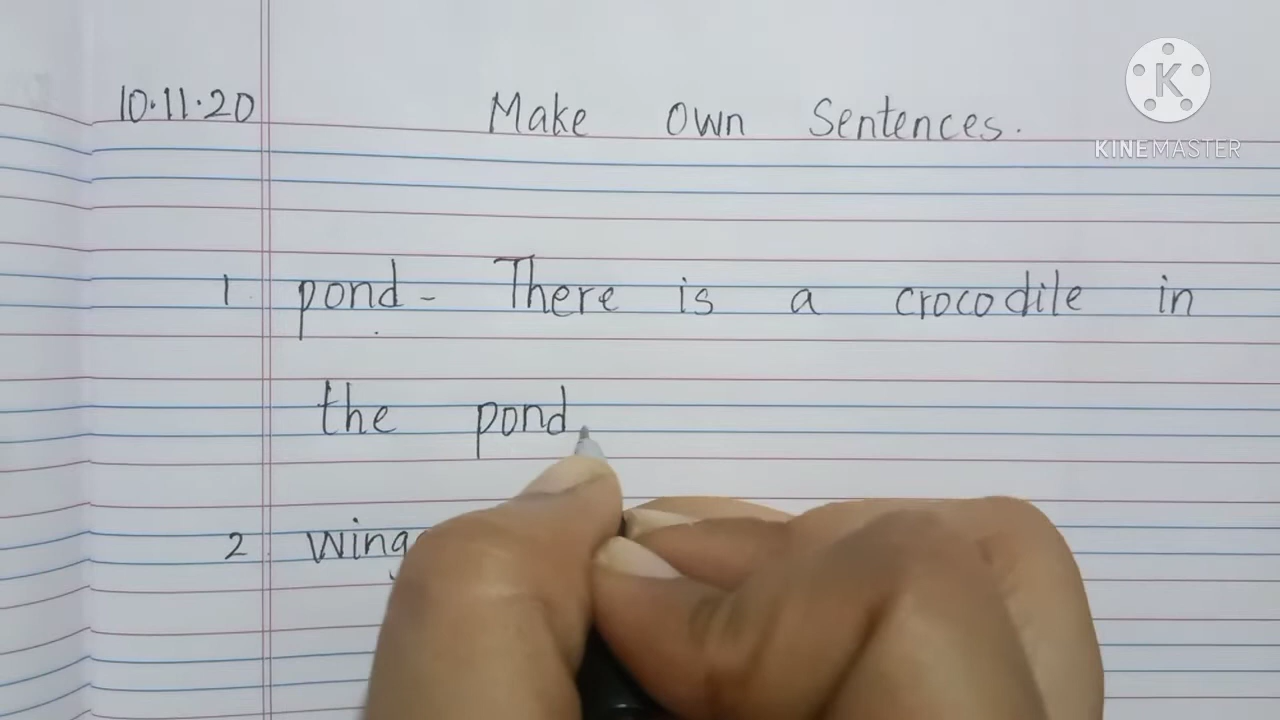 10.11.20 Make Own Sentences.
K
KINEMASTER
1 pond - There is a crocodile in
the pond
2